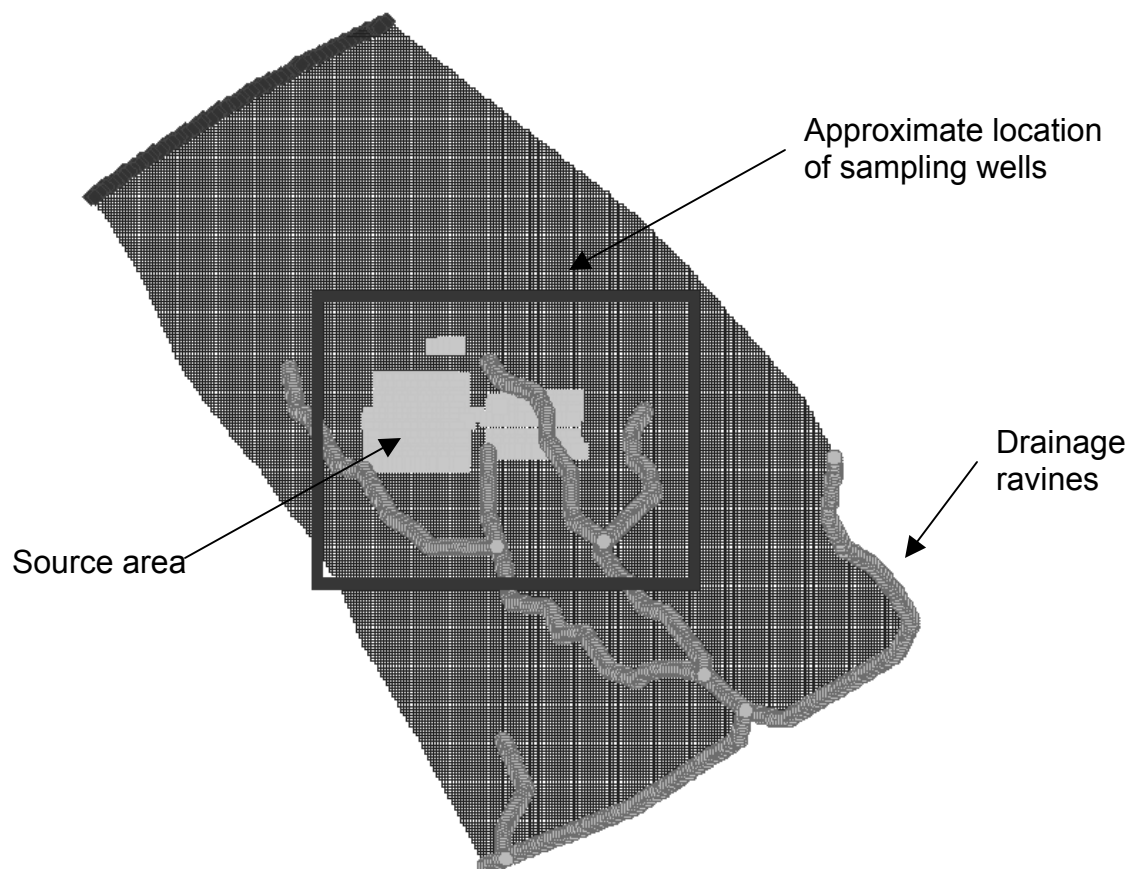 Approximate location
of sampling wells
Drainage
ravines
Source area